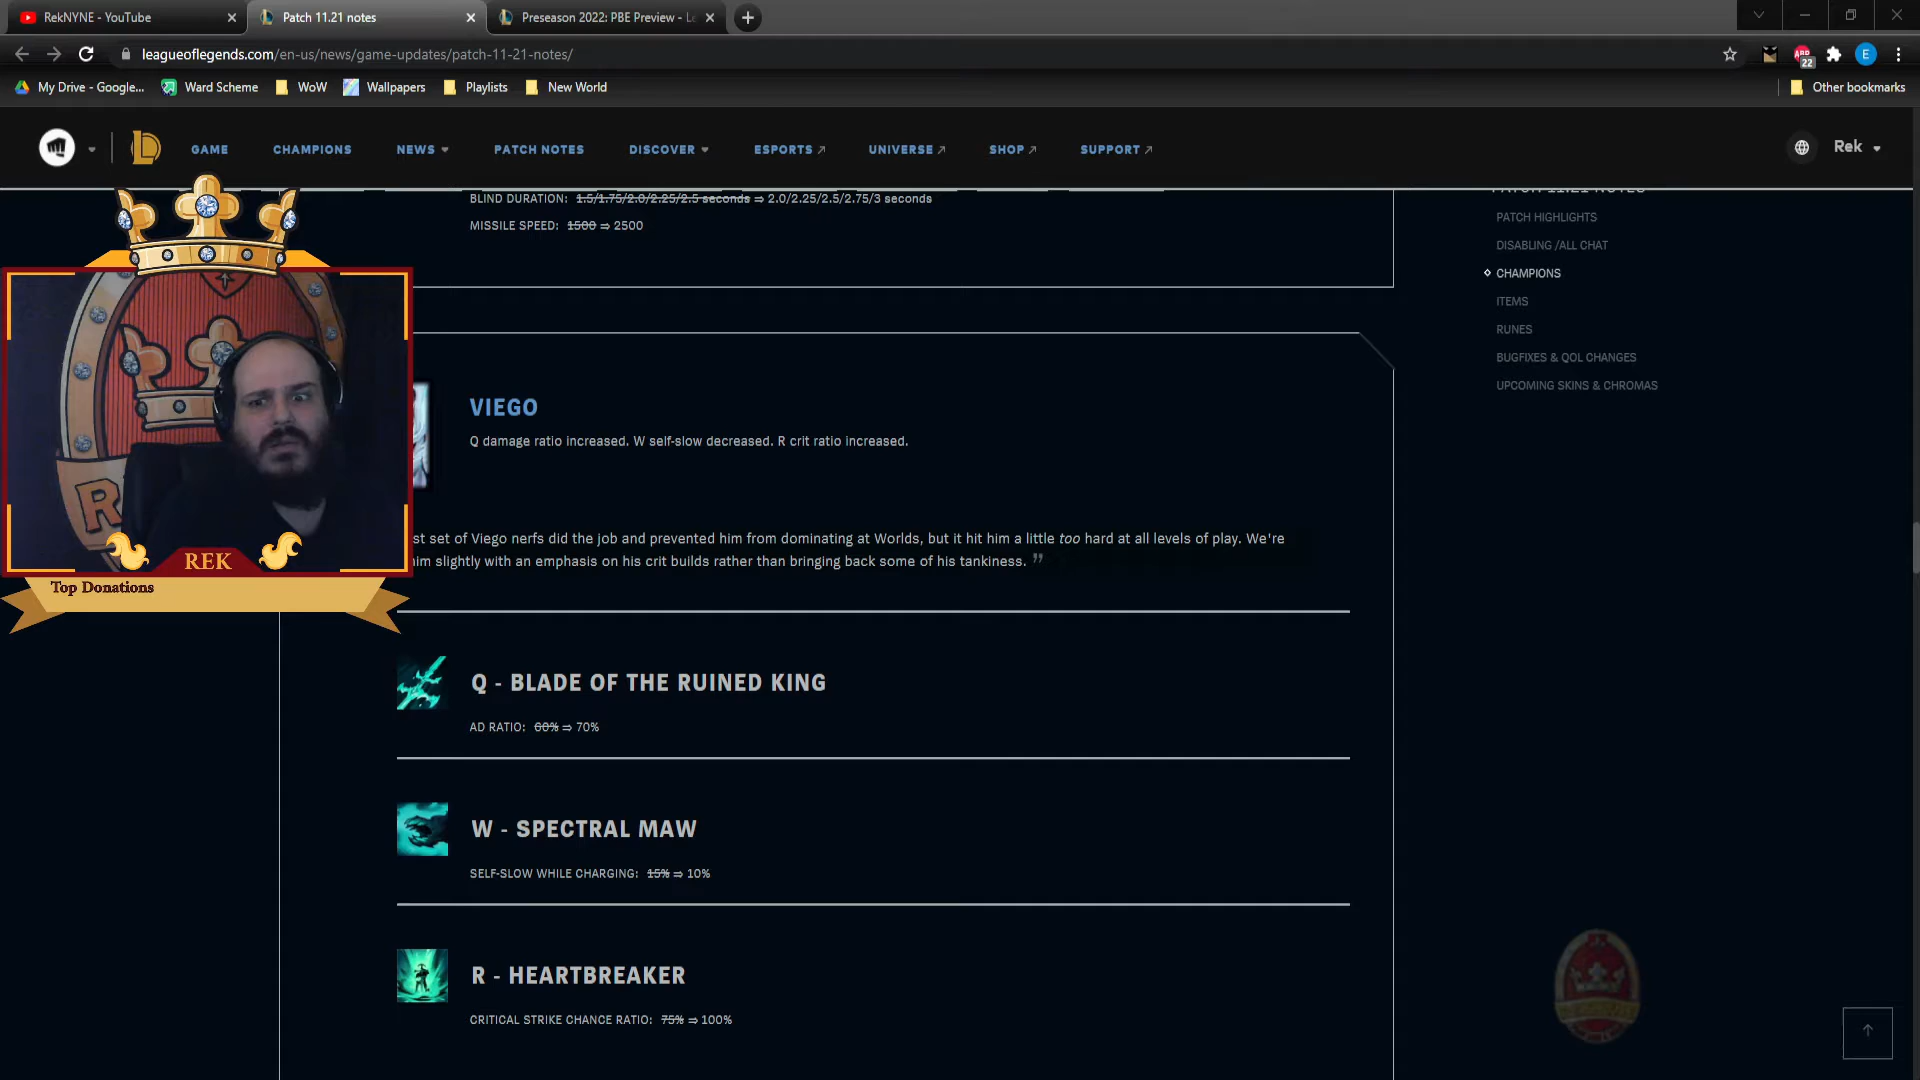 RekNYNE - YouTube
Patch 11.21 notes
Preseason 2022: PBE Preview - Le
leagueoflegends.com/en-us/news/game-updates/patch-11-21-notes/
22
E
My Drive - Google...
Ward Scheme
WoW
Wallpapers
Playlists
New World
Other bookmarks
GAME
CHAMPIONS
NEWS
PATCH NOTES
DISCOVER
ESPORTS
UNIVERSE
SHOP
SUPPORT
Rek
BLIND DURATION: 1.5/1.75/2.0/2.25/2.5 seconds ⇒ 2.0/2.25/2.5/2.75/3 seconds
MISSILE SPEED: 1500 ⇒ 2500
PATCH 11.21 NOTES
PATCH HIGHLIGHTS
DISABLING /ALL CHAT
CHAMPIONS
ITEMS
RUNES
BUGFIXES & QOL CHANGES
UPCOMING SKINS & CHROMAS
VIEGO
Q damage ratio increased. W self-slow decreased. R crit ratio increased.
st set of Viego nerfs did the job and prevented him from dominating at Worlds, but it hit him a little too hard at all levels of play. We're
im slightly with an emphasis on his crit builds rather than bringing back some of his tankiness. ”
R
REK
Top Donations
Q - BLADE OF THE RUINED KING
AD RATIO: 60% ⇒ 70%
W - SPECTRAL MAW
SELF-SLOW WHILE CHARGING: 15% ⇒ 10%
R - HEARTBREAKER
CRITICAL STRIKE CHANCE RATIO: 75% ⇒ 100%